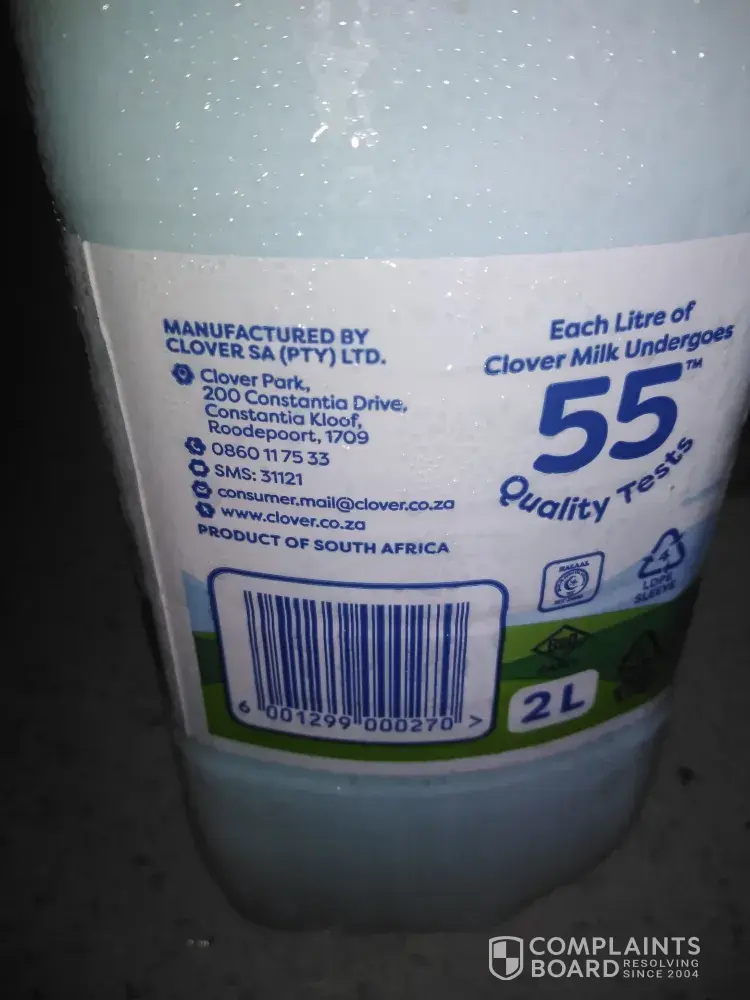 MANUFACTURED BY
CLOVER SA (PTY) LTD.
Clover Park,
200 Constantia Drive,
Constantia Kloof,
Roodepoort, 1709
0860 11 75 33
SMS: 31121
consumer.mail@clover.co.za
www.clover.co.za
PRODUCT OF SOUTH AFRICA
Each Litre of
Clover Milk Undergoes
55™
Quality Tests
HALAAL
4
LDPE
SLEEVE
6 001299 000270 >
2 L
COMPLAINTS
BOARD RESOLVING
SINCE 2004